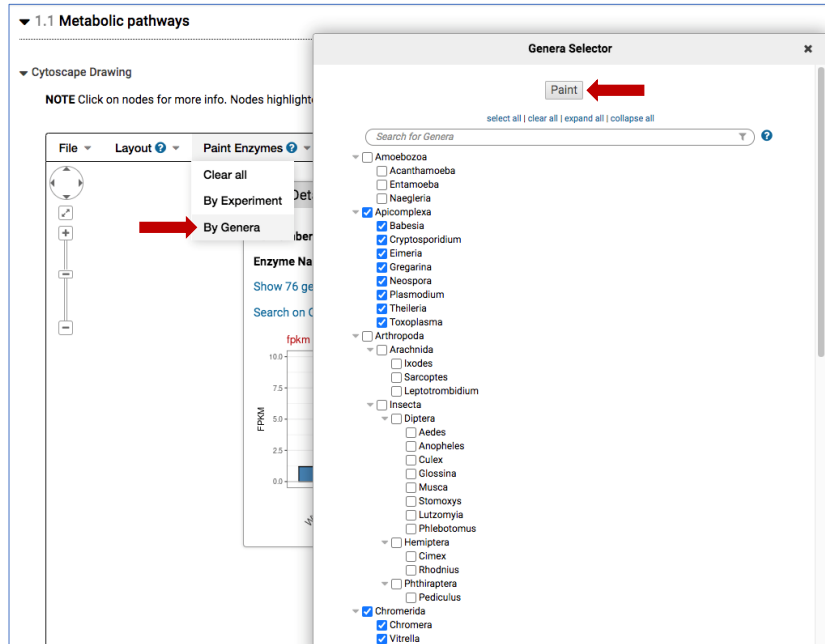 1.1 Metabolic pathways
Cytoscape Drawing
NOTE Click on nodes for more info. Nodes highlight
File
Layout
Paint Enzymes
Clear all
By Experiment
By Genera
Enzyme Na
Show 76 ge
Search on
fpkm
10.0
7.5
5.0
2.5
0.0
FPKM
Genera Selector
Paint
select all | clear all | expand all | collapse all
Search for Genera
Amoebozoa
Acanthamoeba
Entamoeba
Naegleria
Apicomplexa
Babesia
Cryptosporidium
Eimeria
Gregarina
Neospora
Plasmodium
Theileria
Toxoplasma
Arthropoda
Arachnida
Ixodes
Sarcoptes
Leptotrombidium
Insecta
Diptera
Aedes
Anopheles
Culex
Glossina
Musca
Stomoxys
Lutzomyia
Phlebotomus
Hemiptera
Cimex
Rhodnius
Phthiraptera
Pediculus
Chromerida
Chromera
Vitrella